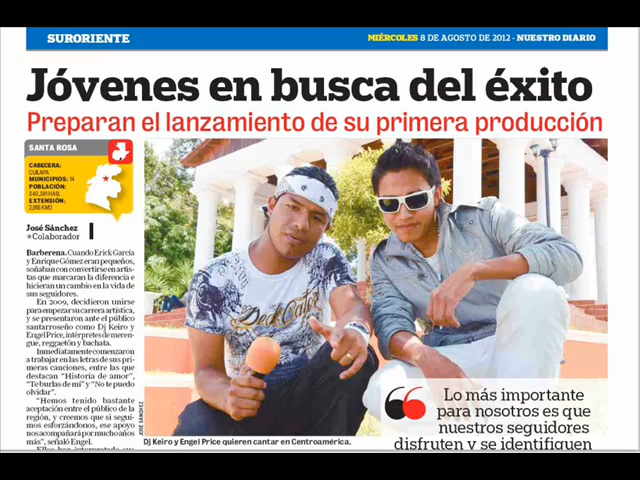 SURORIENTE
MIÉRCOLES 8 DE AGOSTO DE 2012 - NUESTRO DIARIO
Jóvenes en busca del éxito
Preparan el lanzamiento de su primera producción
SANTA ROSA
CABECERA:
CUILAPA
MUNICIPIOS: 14
POBLACIÓN:
340,381 HAB.
EXTENSIÓN:
2,966 KM2
José Sánchez
Colaborador
Barberena. Cuando Erick García
y Enrique Gómez eran pequeños,
soñaban con convertirse en artis-
tas que marcaran la diferencia e
hicieran un cambio en la vida de
sus seguidores.
En 2009, decidieron unirse
para empezar su carrera artística,
y se presentaron ante el público
santarroseño como Dj Keiro y
Engel Price, intérpretes de meren-
gue, reggaetón y bachata.
Inmediatamente comenzaron
a trabajar en las letras de sus pri-
meras canciones, entre las que
destacan "Historia de amor",
"Te burlas de mí" y "No te puedo
olvidar".
"Hemos tenido bastante
aceptación entre el público de la
región, y creemos que si segui-
mos esforzándonos, ese apoyo
nos acompañará por mucho años
más", señaló Engel.
JOSÉ SÁNCHEZ
Dj Keiro y Engel Price quieren cantar en Centroamérica.
Lo más importante
para nosotros es que
nuestros seguidores
disfruten y se identifiquen